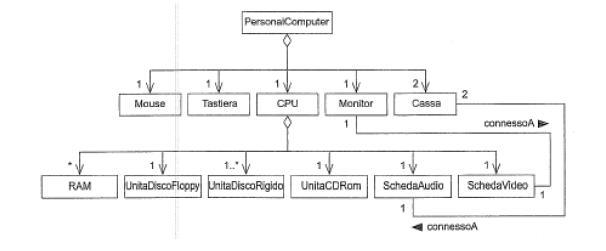 PersonalComputer
1 1 1 1 2
Mouse Tastiera CPU Monitor Cassa 2
1 connessoA ►
* 1 1..* 1 1 1
RAM UnitaDiscoFloppy UnitaDiscoRigido UnitaCDRom SchedaAudio SchedaVideo 1
1
◄ connessoA